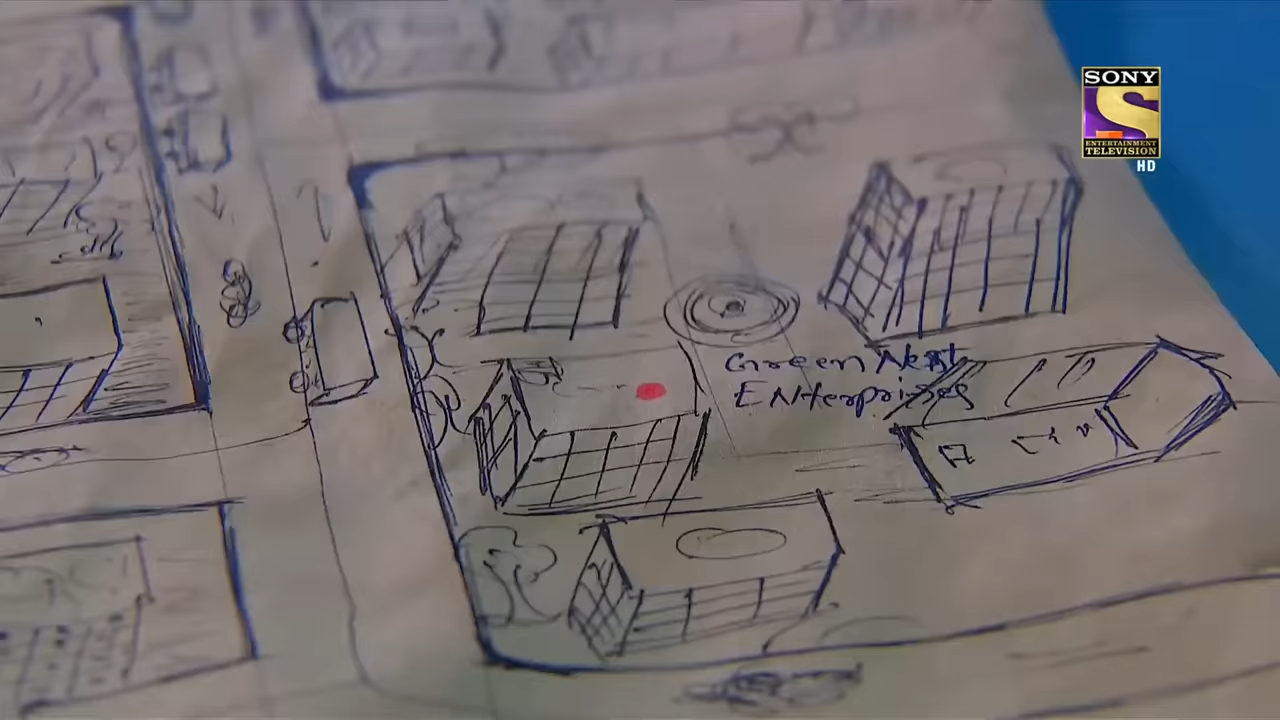 SONY
ENTERTAINMENT
TELEVISION
HD
Green Nest
ENterprises